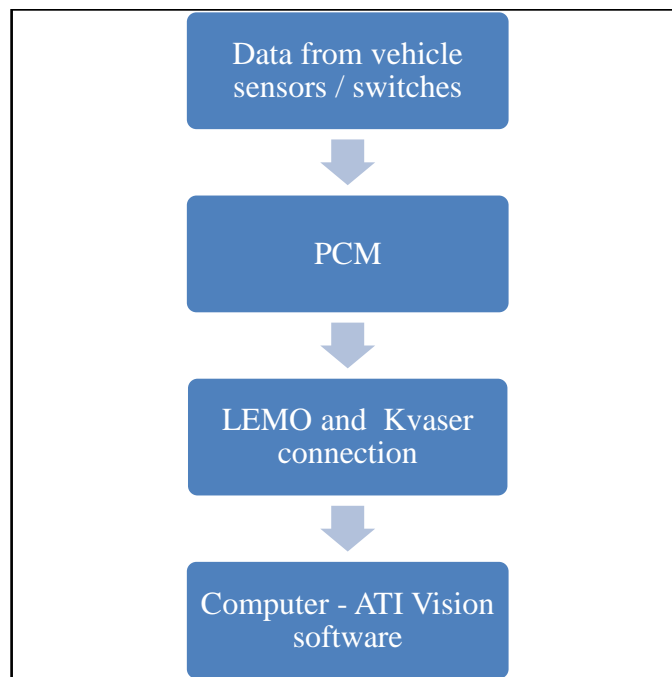 Data from vehicle
sensors / switches
PCM
LEMO and Kvaser
connection
Computer - ATI Vision
software